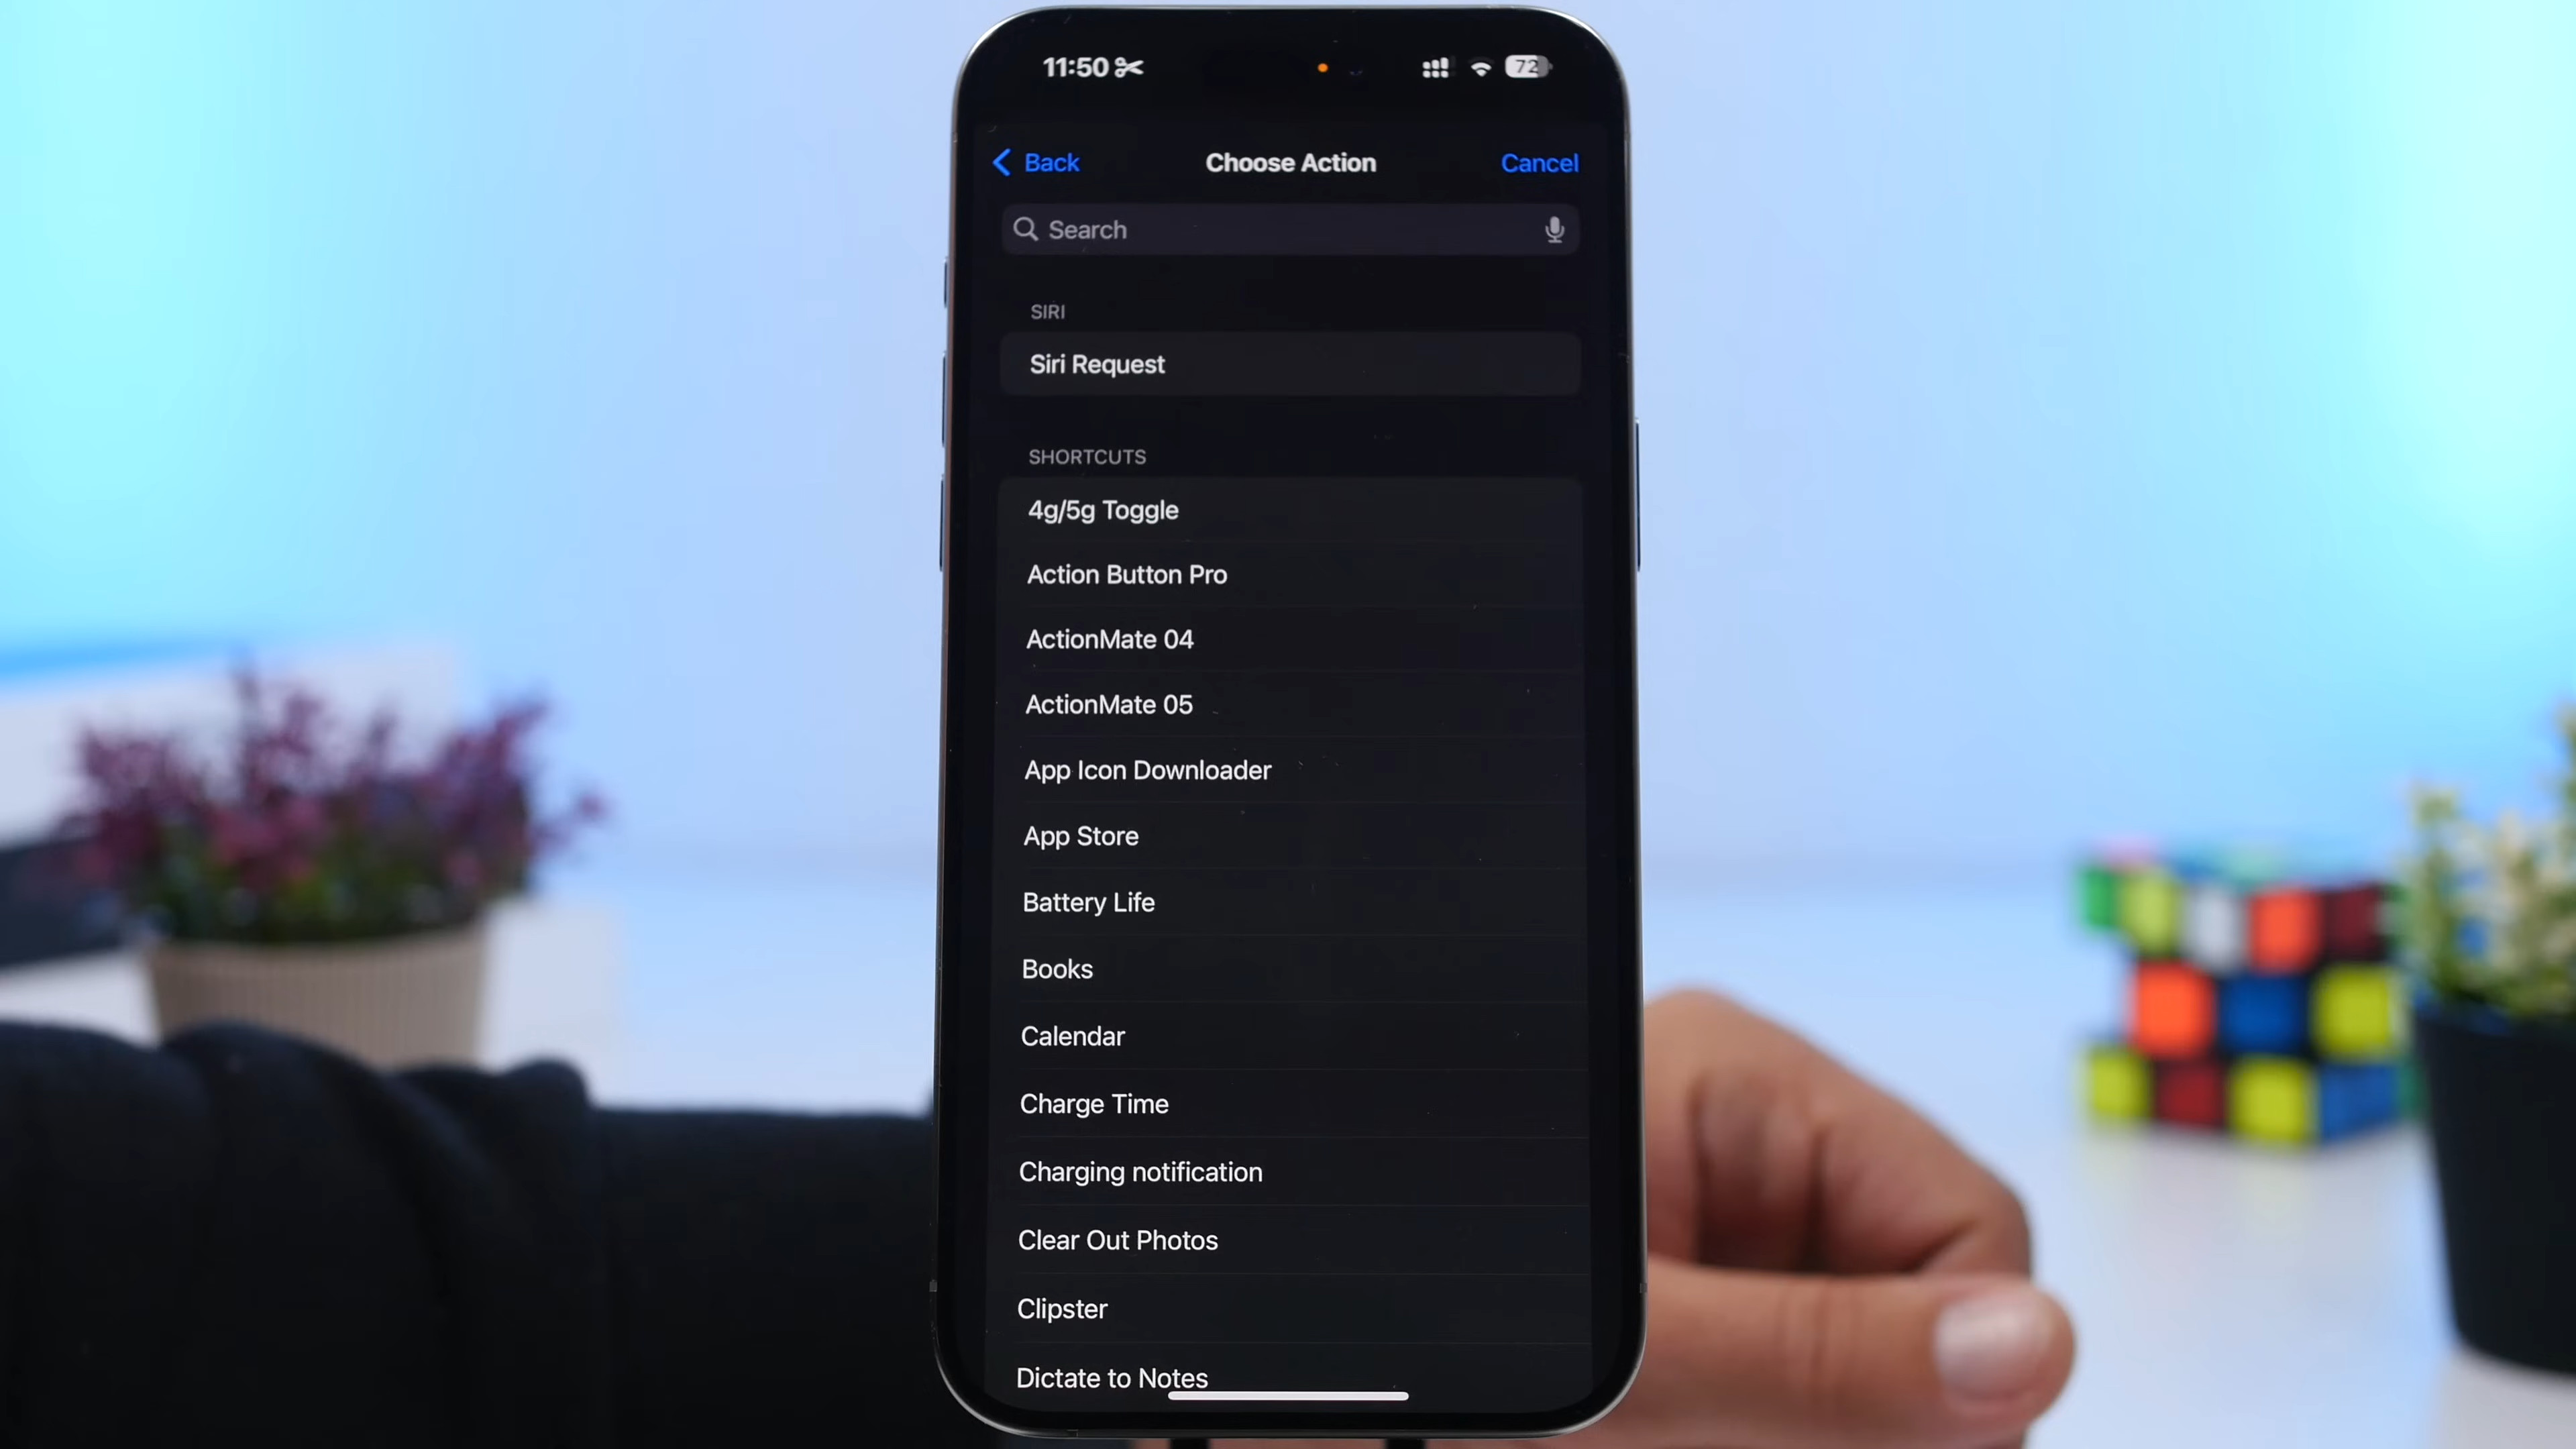 11:50
72
Back
Choose Action
Cancel
Search
SIRI
Siri Request
SHORTCUTS
4g/5g Toggle
Action Button Pro
ActionMate 04
ActionMate 05
App Icon Downloader
App Store
Battery Life
Books
Calendar
Charge Time
Charging notification
Clear Out Photos
Clipster
Dictate to Notes